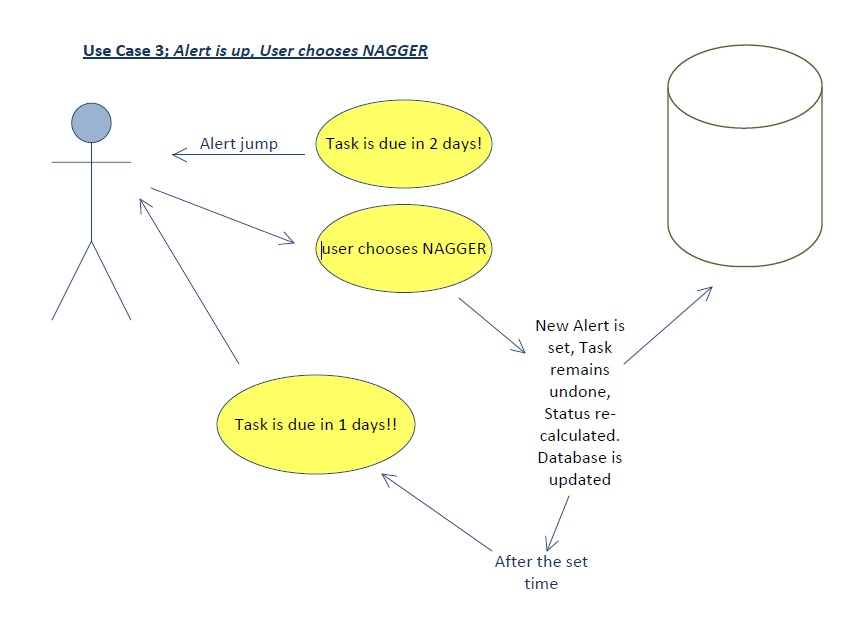 Use Case 3; Alert is up, User chooses NAGGER
Alert jump
Task is due in 2 days!
user chooses NAGGER
New Alert is
set, Task
remains
undone,
Status re-
calculated.
Database is
updated
Task is due in 1 days!!
After the set
time